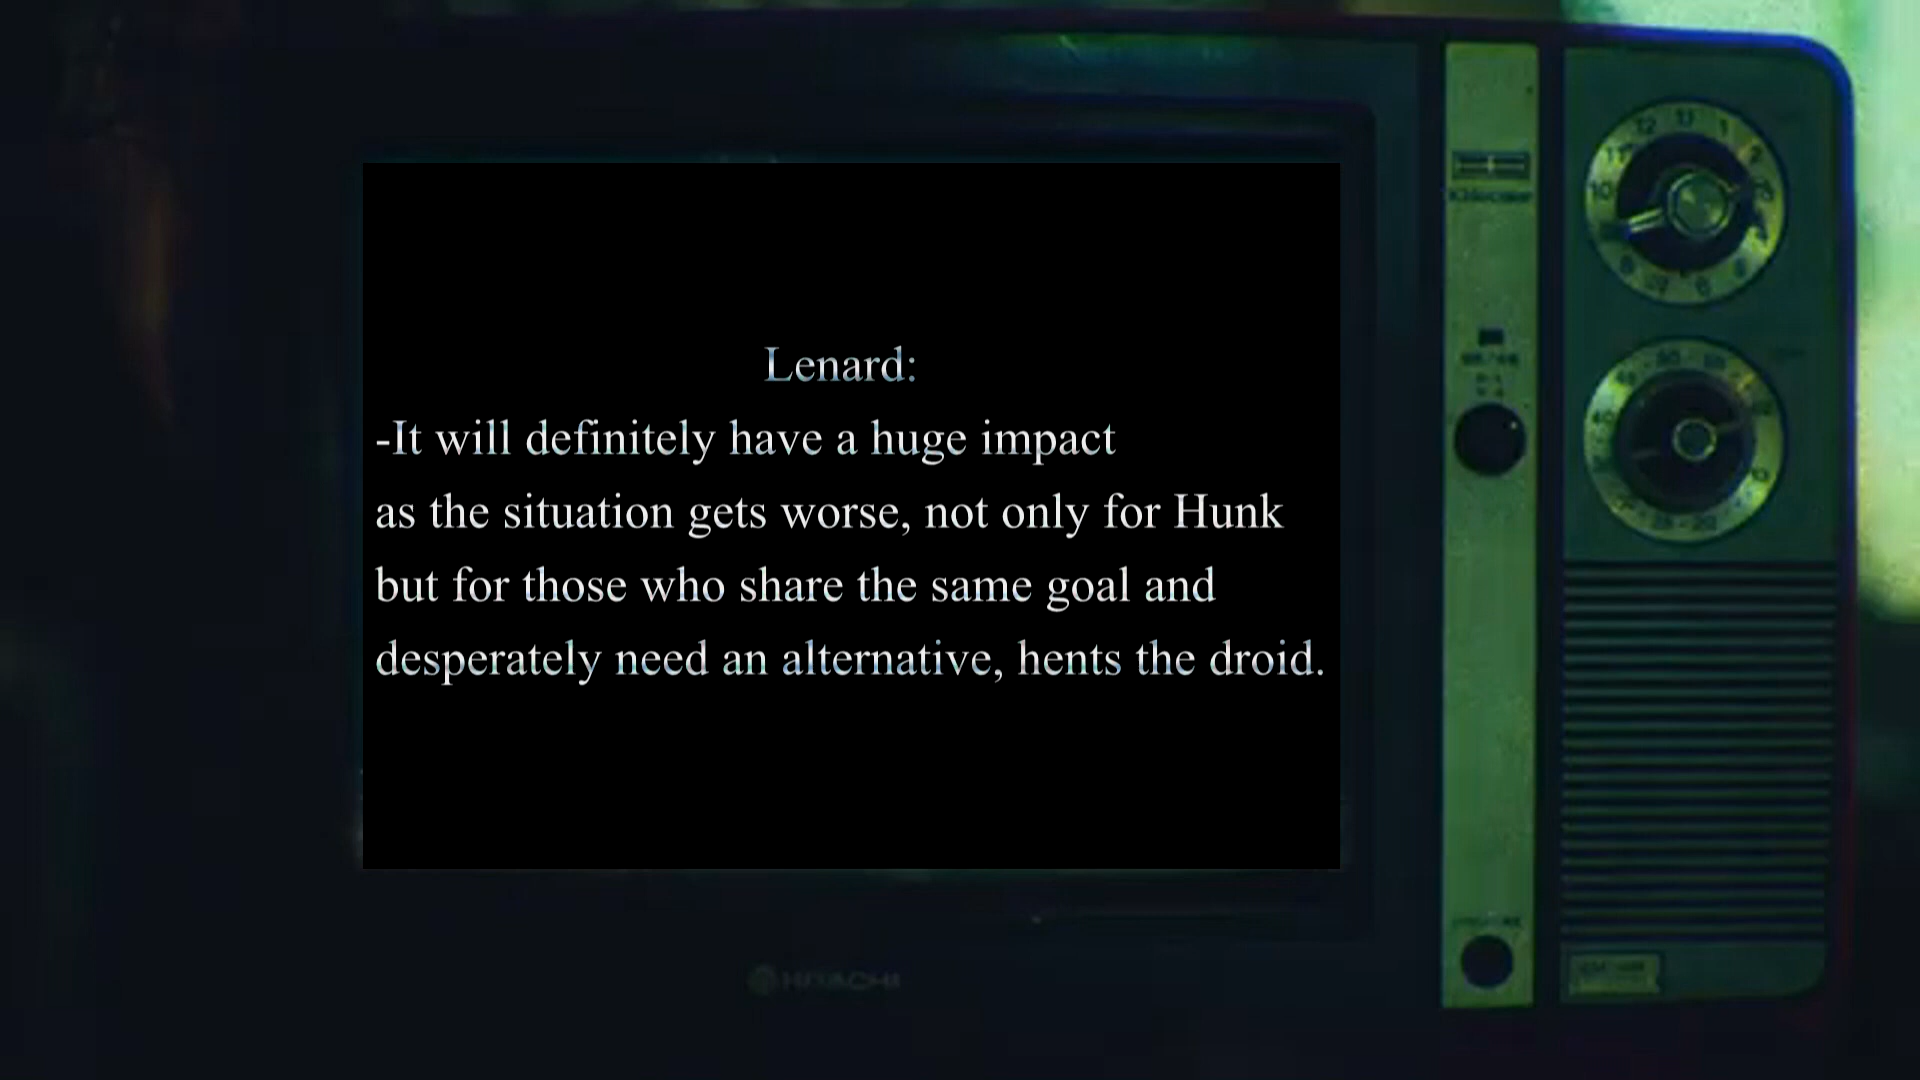 Lenard:
-It will definitely have a huge impact
as the situation gets worse, not only for Hunk
but for those who share the same goal and
desperately need an alternative, hents the droid.
HITACHI